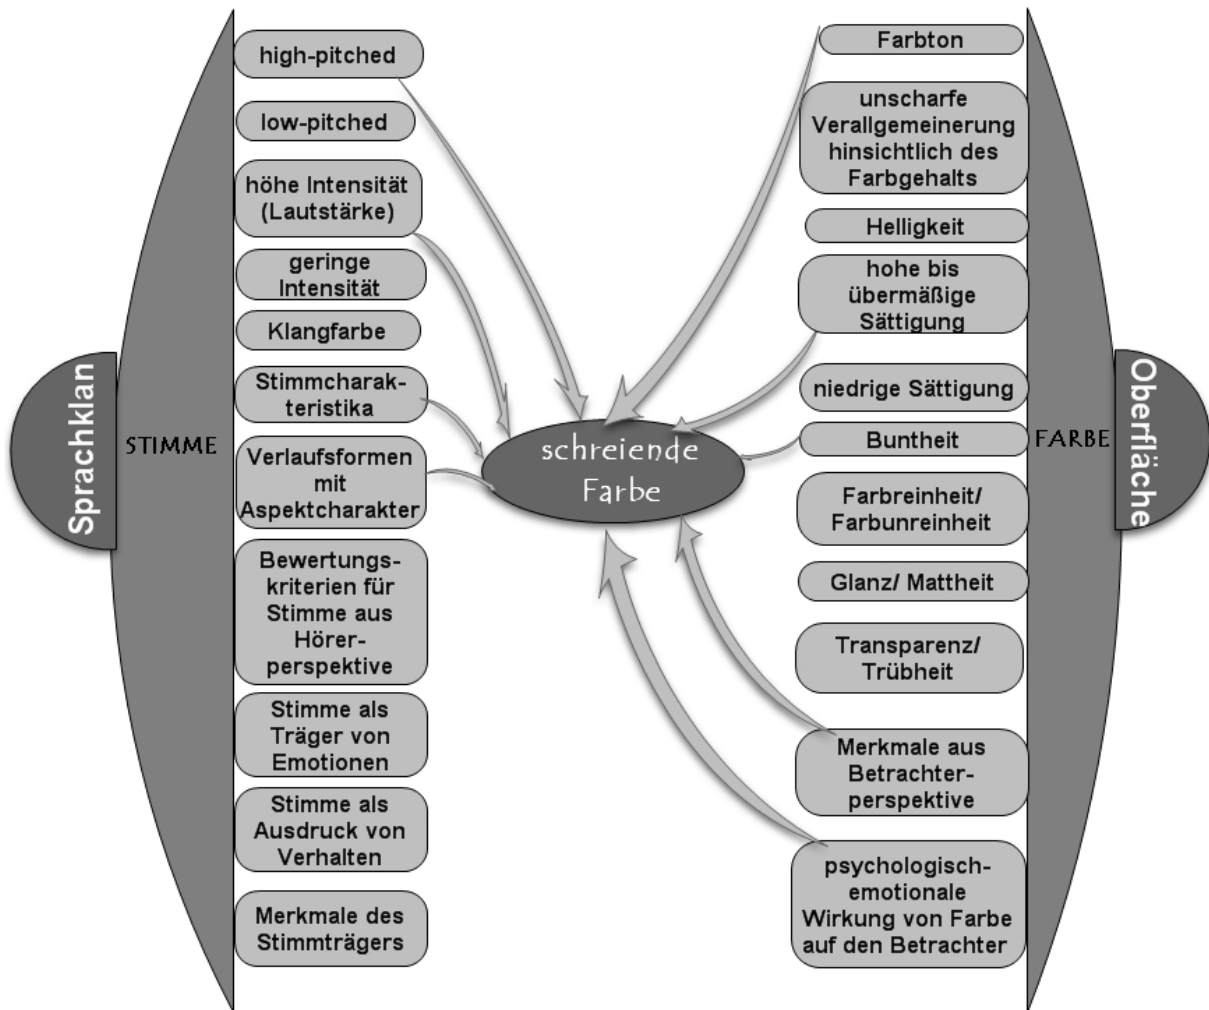 Sprachklan
STIMME
high-pitched
low-pitched
höhe Intensität
(Lautstärke)
geringe
Intensität
Klangfarbe
Stimmcharak-
teristika
Verlaufsformen
mit
Aspektcharakter
Bewertungs-
kriterien für
Stimme aus
Hörer-
perspektive
Stimme als
Träger von
Emotionen
Stimme als
Ausdruck von
Verhalten
Merkmale des
Stimmträgers
schreiende
Farbe
Farbton
unscharfe
Verallgemeinerung
hinsichtlich des
Farbgehalts
Helligkeit
hohe bis
übermäßige
Sättigung
niedrige Sättigung
Buntheit
Farbreinheit/
Farbunreinheit
Glanz/ Mattheit
Transparenz/
Trübheit
Merkmale aus
Betrachter-
perspektive
psychologisch-
emotionale
Wirkung von Farbe
auf den Betrachter
FARBE
Oberfläche